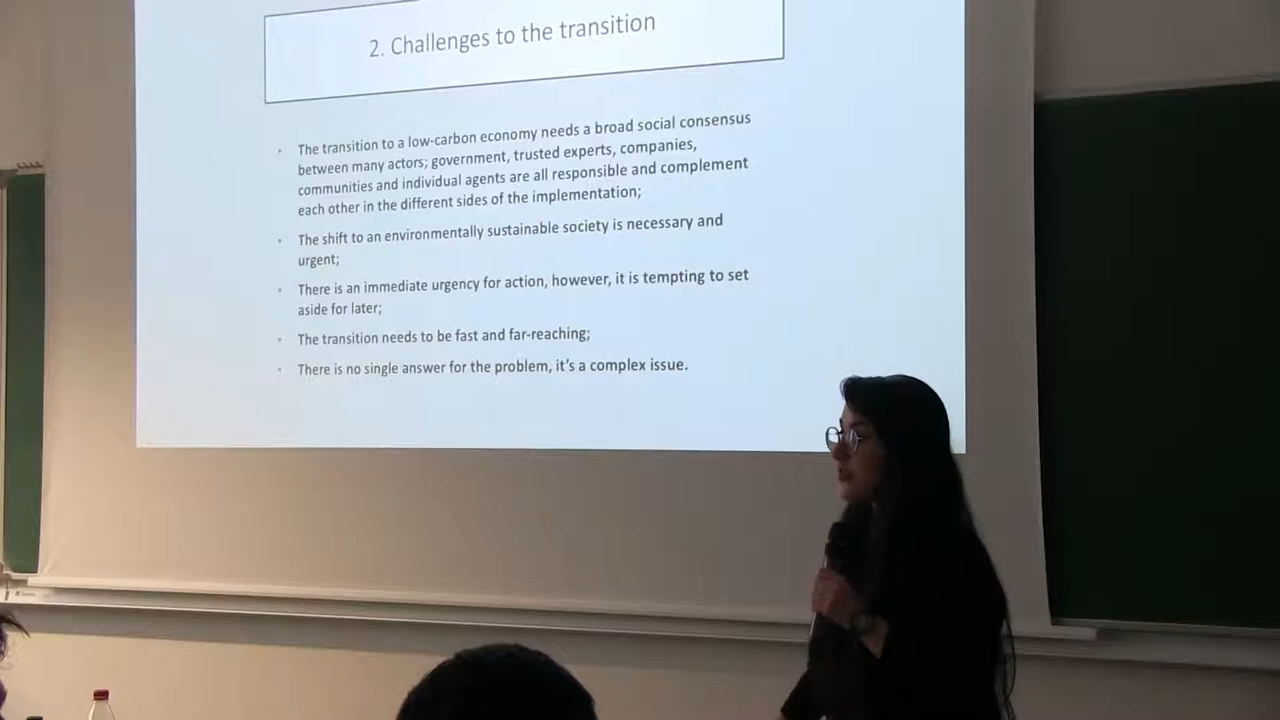 2. Challenges to the transition
• The transition to a low-carbon economy needs a broad social consensus
between many actors; government, trusted experts, companies,
communities and individual agents are all responsible and complement
each other in the different sides of the implementation;
• The shift to an environmentally sustainable society is necessary and
urgent;
• There is an immediate urgency for action, however, it is tempting to set
aside for later;
• The transition needs to be fast and far-reaching;
• There is no single answer for the problem, it’s a complex issue.